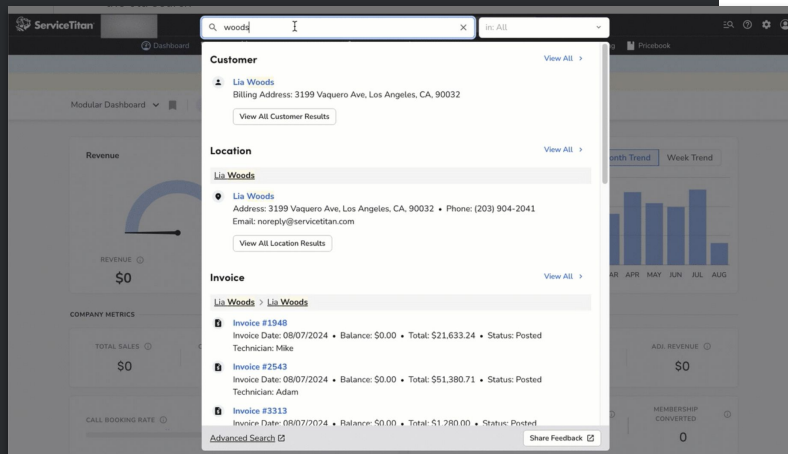 ServiceTitan
woods
in: All
Dashboard
Pricebook
Customer
View All >
Lia Woods
Billing Address: 3199 Vaquero Ave, Los Angeles, CA, 90032
View All Customer Results
Modular Dashboard
Revenue
Location
View All >
Month Trend
Week Trend
Lia Woods
Lia Woods
Address: 3199 Vaquero Ave, Los Angeles, CA, 90032 • Phone: (203) 904-2041
Email: noreply@servicetitan.com
View All Location Results
REVENUE
$0
Invoice
View All >
AR APR MAY JUN JUL AUG
Lia Woods > Lia Woods
COMPANY METRICS
Invoice #1948
Invoice Date: 08/07/2024 • Balance: $0.00 • Total: $21,633.24 • Status: Posted
Technician: Mike
TOTAL SALES
$0
ADJ. REVENUE
$0
Invoice #2543
Invoice Date: 08/07/2024 • Balance: $0.00 • Total: $51,380.71 • Status: Posted
Technician: Adam
Invoice #3313
Invoice Date: 08/07/2024 • Balance: $0.00 • Total: $1,280.00 • Status: Posted
CALL BOOKING RATE
MEMBERSHIP
CONVERTED
0
Advanced Search
Share Feedback